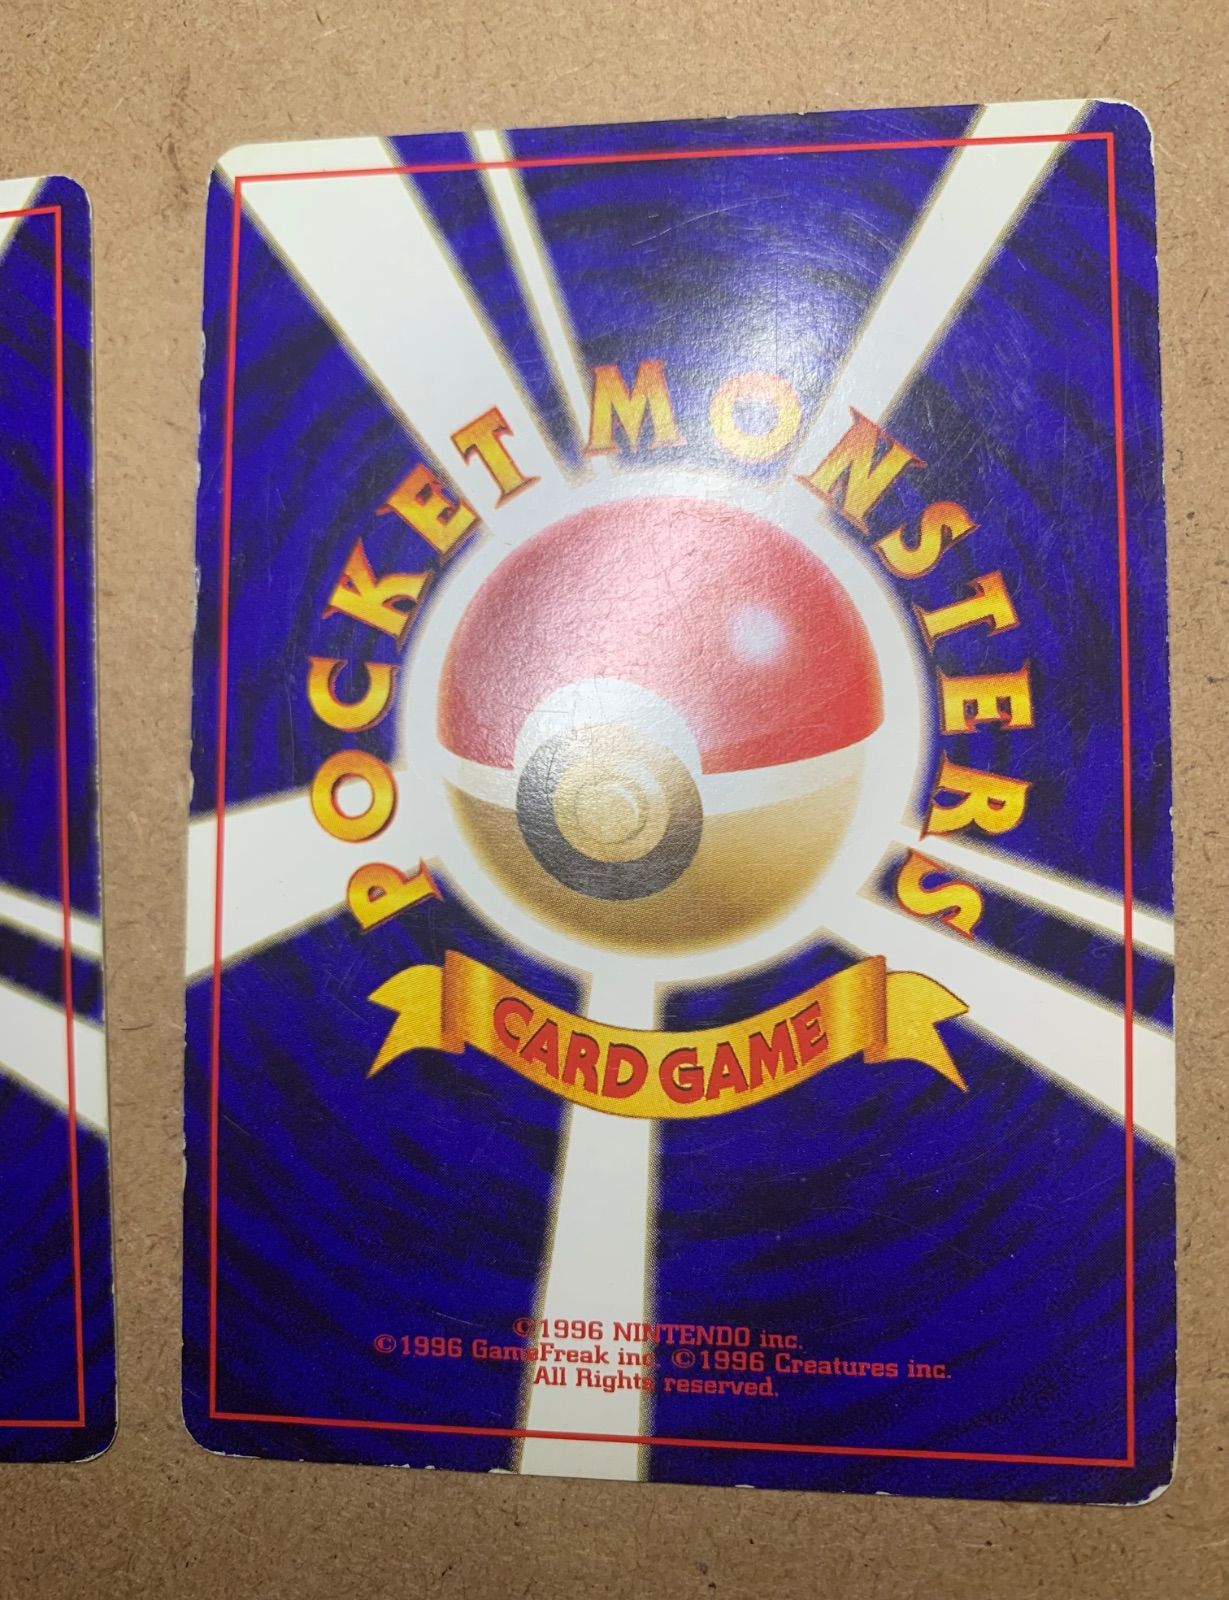 POCKET MONSTERS
CARD GAME
©1996 NINTENDO inc.
©1996 GameFreak inc. ©1996 Creatures inc.
All Rights reserved.